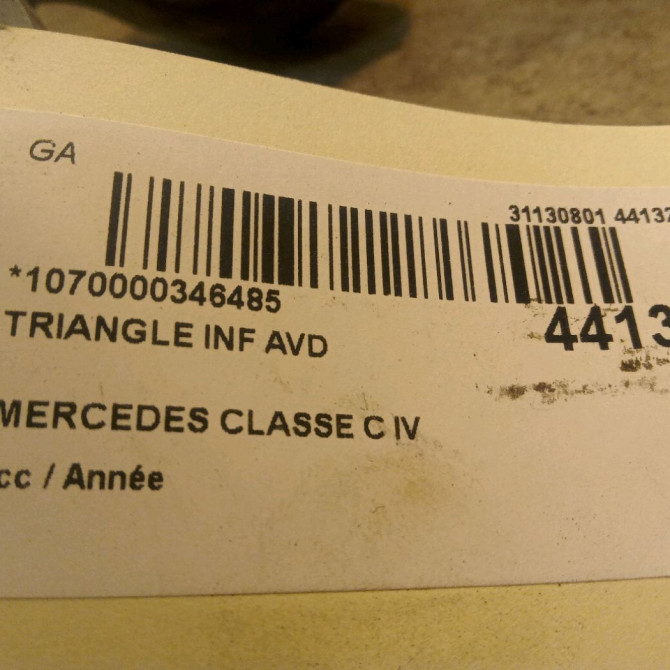 GA
31130801 44137
*1070000346485
TRIANGLE INF AVD
4413
MERCEDES CLASSE C IV
cc / Année